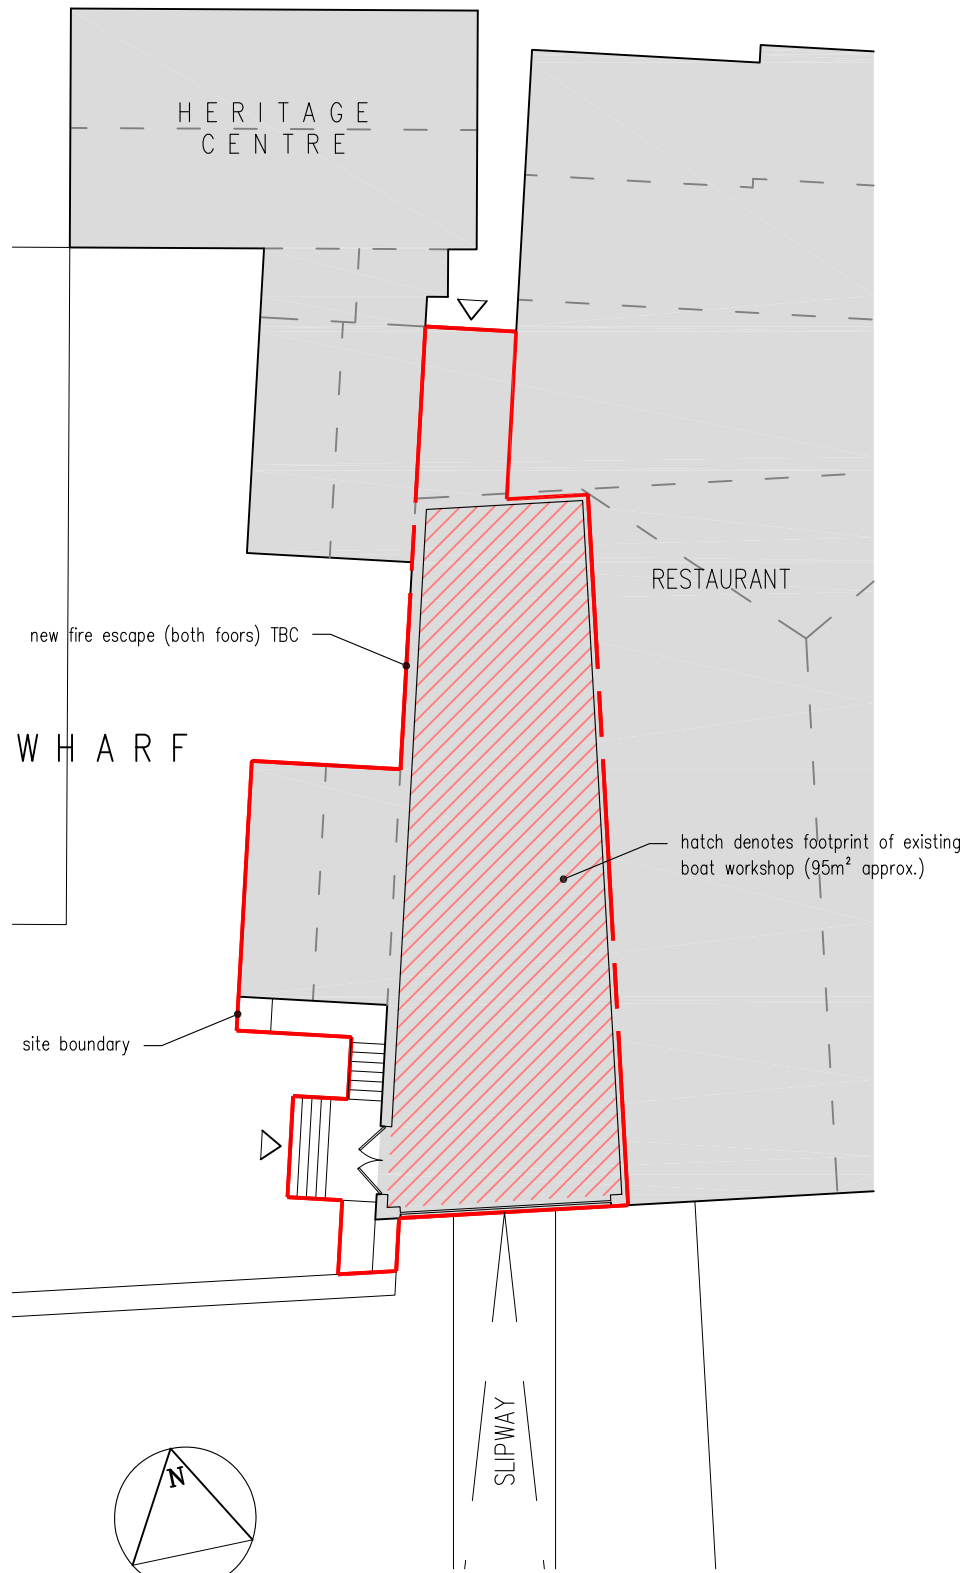 HERITAGE
CENTRE
RESTAURANT
new fire escape (both foors) TBC
WHARF
hatch denotes footprint of existing
boat workshop (95m² approx.)
site boundary
SLIPWAY
N